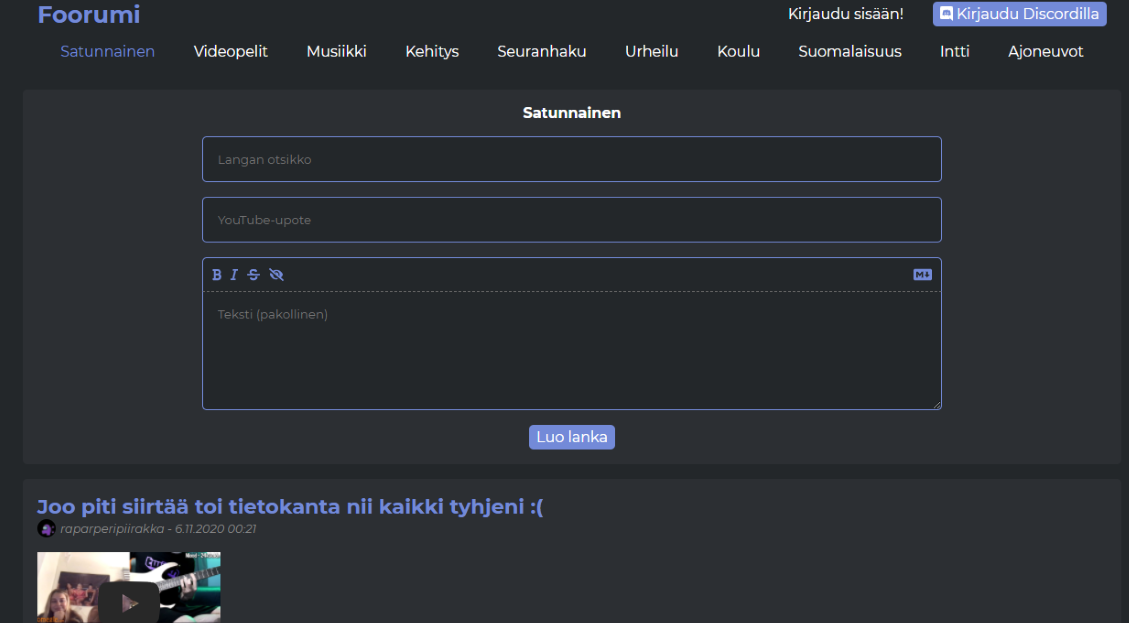 Foorumi
Kirjaudu sisään! Kirjaudu Discordilla
Satunnainen Videopelit Musiikki Kehitys Seuranhaku Urheilu Koulu Suomalaisuus Intti Ajoneuvot
Satunnainen
Langan otsikko
YouTube-upote
B I S M
Teksti (pakollinen)
Luo lanka
Joo piti siirtää toi tietokanta nii kaikki tyhjeni :(
raparperipiirakka - 6.11.2020 00:21